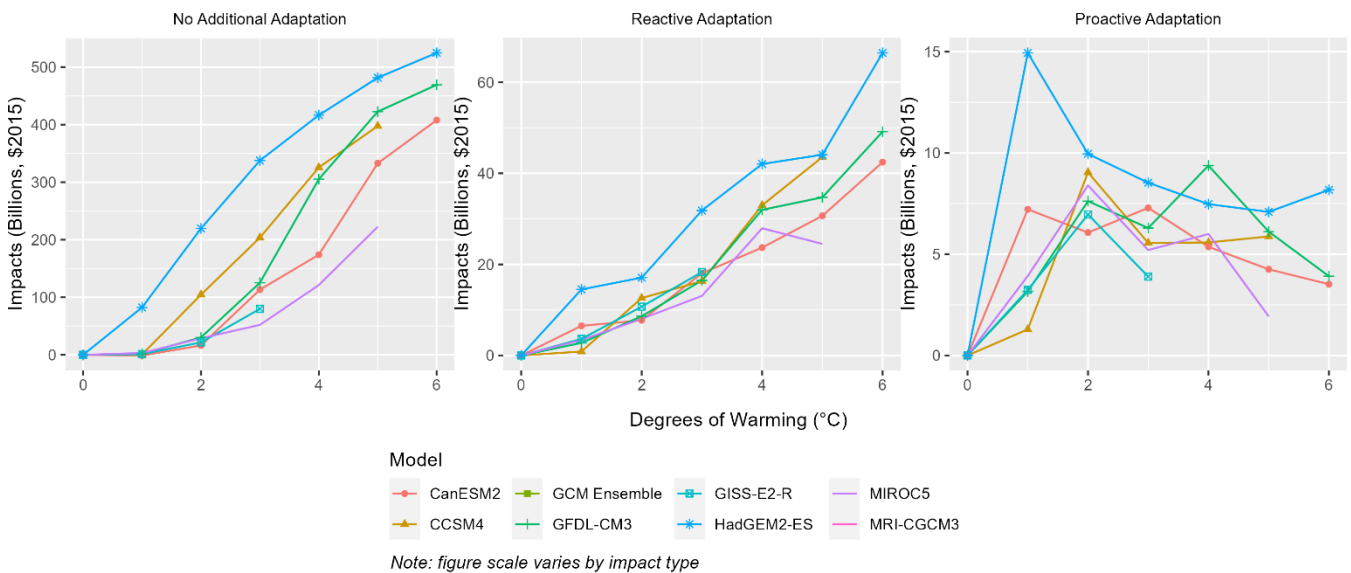 No Additional Adaptation
Reactive Adaptation
Proactive Adaptation
Impacts (Billions, $2015)
500
400
300
200
100
0
0
2
4
6
Impacts (Billions, $2015)
60
40
20
0
0
2
4
6
Impacts (Billions, $2015)
15
10
5
0
0
2
4
6
Degrees of Warming (°C)
Model
CanESM2 GCM Ensemble GISS-E2-R MIROC5
CCSM4 GFDL-CM3 HadGEM2-ES MRI-CGCM3
Note: figure scale varies by impact type